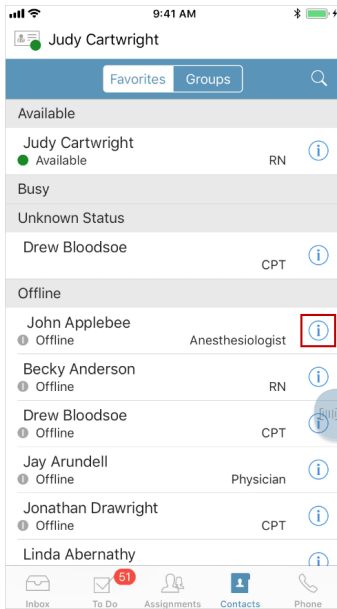 9:41 AM
Judy Cartwright
Favorites Groups
Available
Judy Cartwright
Available RN
Busy
Unknown Status
Drew Bloodsoe
CPT
Offline
John Applebee
Offline Anesthesiologist
Becky Anderson
Offline RN
Drew Bloodsoe
Offline CPT
Jay Arundell
Offline Physician
Jonathan Drawright
Offline CPT
Linda Abernathy
51
Inbox To Do Assignments Contacts Phone